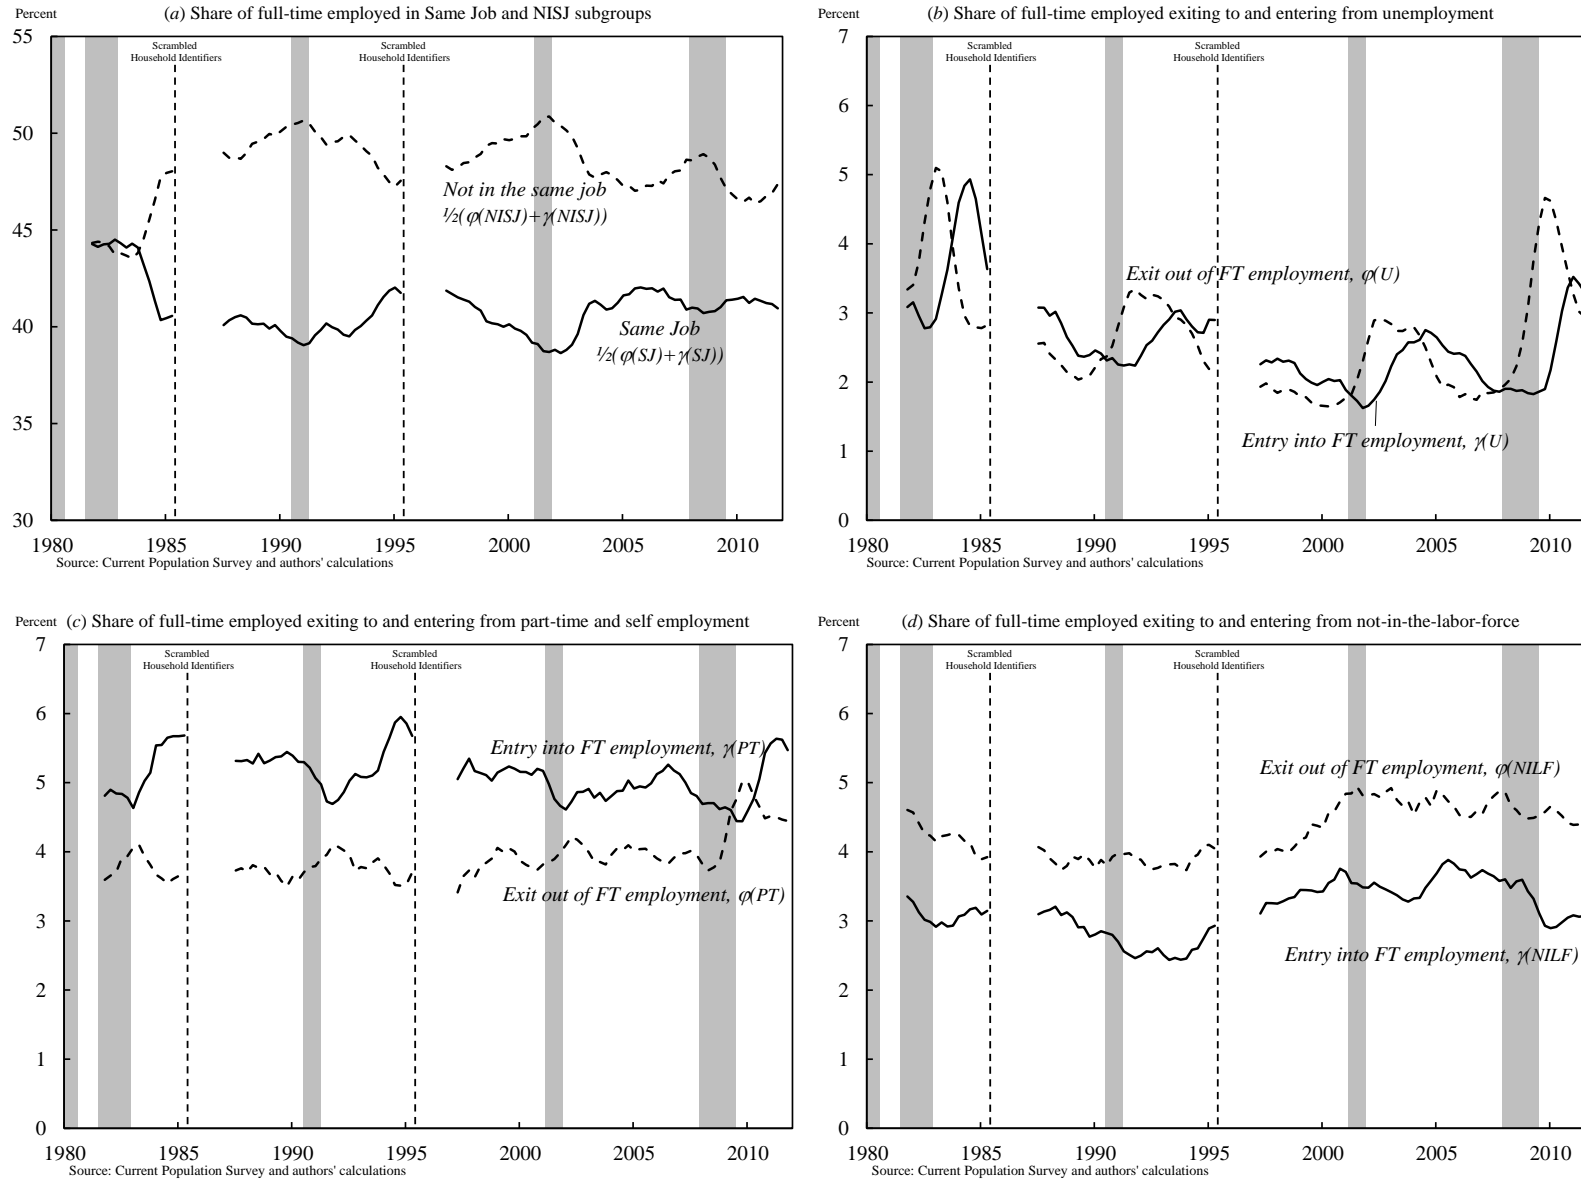 Percent
(a) Share of full-time employed in Same Job and NISJ subgroups
55
50
45
40
35
30
Scrambled
Household Identifiers
Scrambled
Household Identifiers
Not in the same job
½(φ(NISJ)+γ(NISJ))
Same Job
½(φ(SJ)+γ(SJ))
1980 1985 1990 1995 2000 2005 2010
Source: Current Population Survey and authors' calculations
Percent
(b) Share of full-time employed exiting to and entering from unemployment
7
6
5
4
3
2
1
0
Scrambled
Household Identifiers
Scrambled
Household Identifiers
Exit out of FT employment, φ(U)
Entry into FT employment, γ(U)
1980 1985 1990 1995 2000 2005 2010
Source: Current Population Survey and authors' calculations
Percent
(c) Share of full-time employed exiting to and entering from part-time and self employment
7
6
5
4
3
2
1
0
Scrambled
Household Identifiers
Scrambled
Household Identifiers
Entry into FT employment, γ(PT)
Exit out of FT employment, φ(PT)
1980 1985 1990 1995 2000 2005 2010
Source: Current Population Survey and authors' calculations
Percent
(d) Share of full-time employed exiting to and entering from not-in-the-labor-force
7
6
5
4
3
2
1
0
Scrambled
Household Identifiers
Scrambled
Household Identifiers
Exit out of FT employment, φ(NILF)
Entry into FT employment, γ(NILF)
1980 1985 1990 1995 2000 2005 2010
Source: Current Population Survey and authors' calculations